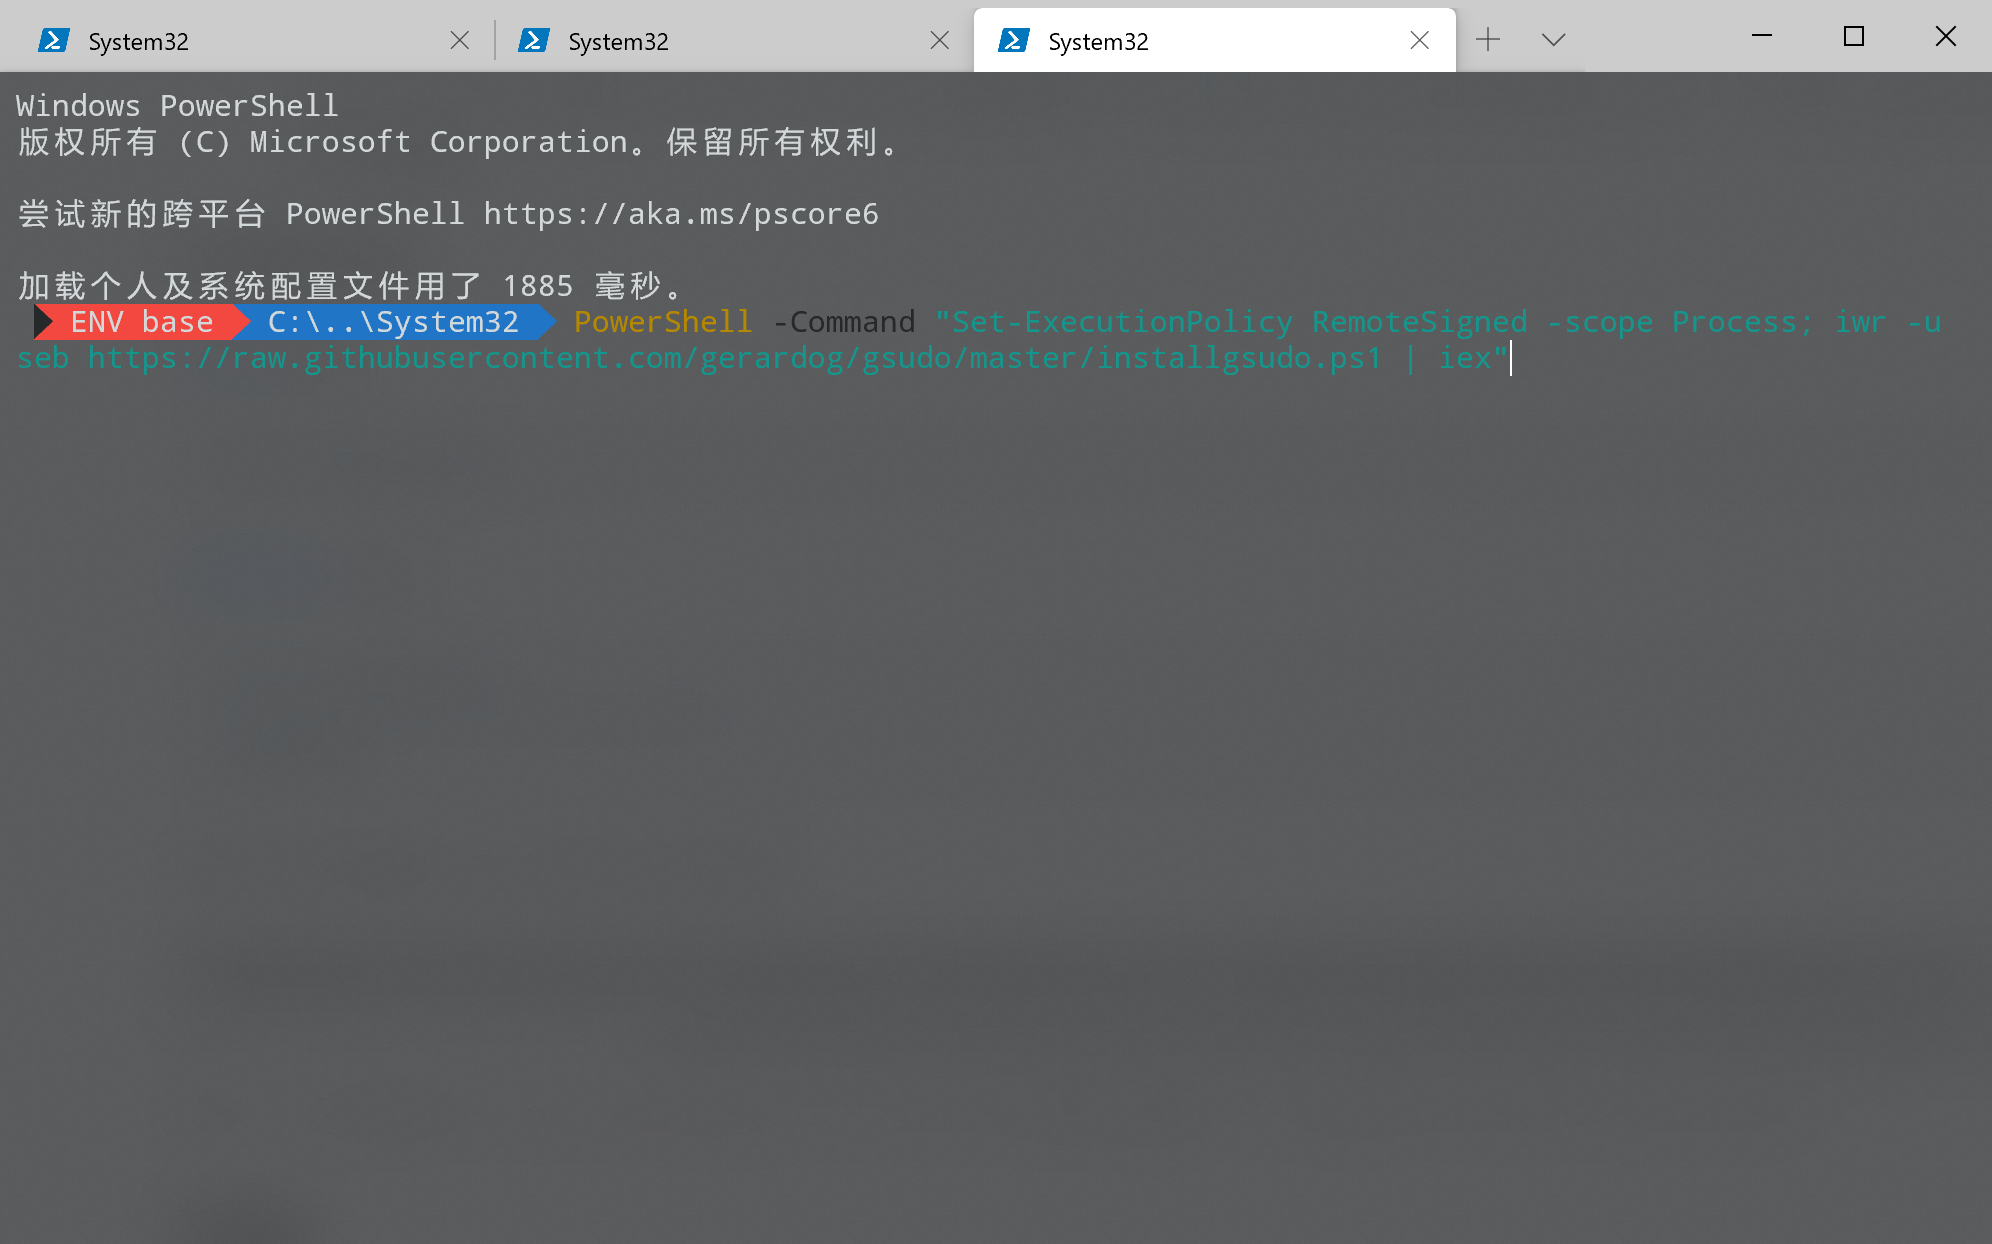 System32
System32
System32
Windows PowerShell
版权所有 (C) Microsoft Corporation。保留所有权利。
尝试新的跨平台 PowerShell https://aka.ms/pscore6
加载个人及系统配置文件用了 1885 毫秒。
ENV base C:\..\System32 PowerShell -Command "Set-ExecutionPolicy RemoteSigned -scope Process; iwr -u
seb https://raw.githubusercontent.com/gerardog/gsudo/master/installgsudo.ps1 | iex"